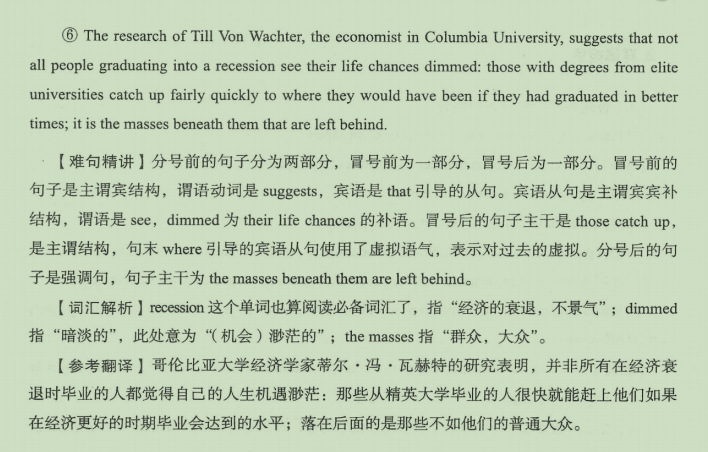 ⑥ The research of Till Von Wachter, the economist in Columbia University, suggests that not
all people graduating into a recession see their life chances dimmed: those with degrees from elite
universities catch up fairly quickly to where they would have been if they had graduated in better
times; it is the masses beneath them that are left behind.
【难句精讲】分号前的句子分为两部分，冒号前为一部分，冒号后为一部分。冒号前的
句子是主谓宾结构，谓语动词是 suggests，宾语是 that 引导的从句。宾语从句是主谓宾宾补
结构，谓语是 see，dimmed 为 their life chances 的补语。冒号后的句子主干是 those catch up，
是主谓结构，句末 where 引导的宾语从句使用了虚拟语气，表示对过去的虚拟。分号后的句
子是强调句，句子主干为 the masses beneath them are left behind。
【词汇解析】recession 这个单词也算阅读必备词汇了，指“经济的衰退，不景气”；dimmed
指“暗淡的”，此处意为“（机会）渺茫的”；the masses 指“群众，大众”。
【参考翻译】哥伦比亚大学经济学家蒂尔·冯·瓦赫特的研究表明，并非所有在经济衰
退时毕业的人都觉得自己的人生机遇渺茫：那些从精英大学毕业的人很快就能赶上他们如果
在经济更好的时期毕业会达到的水平；落在后面的是那些不如他们的普通大众。